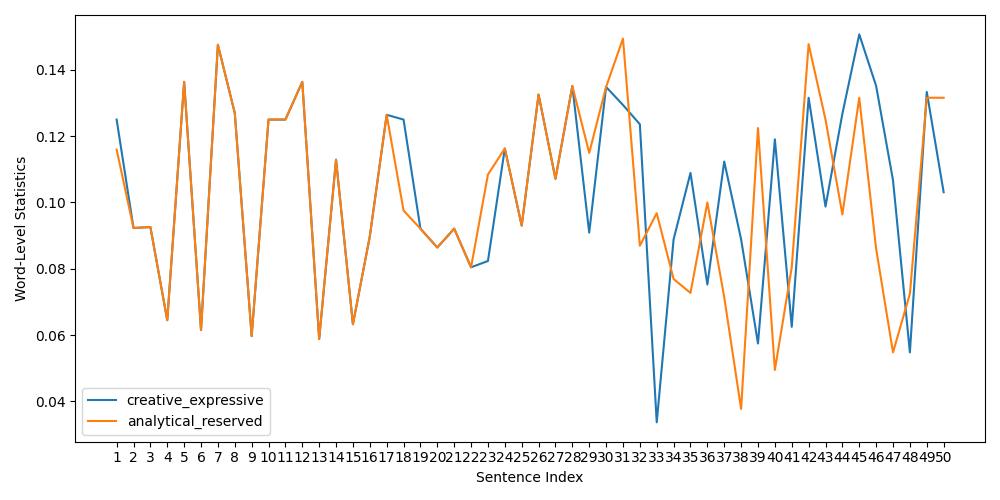 0.14
0.12
0.10
0.08
0.06
0.04
Word-Level Statistics
creative_expressive
analytical_reserved
1 2 3 4 5 6 7 8 9 10 11 12 13 14 15 16 17 18 19 20 21 22 23 24 25 26 27 28 29 30 31 32 33 34 35 36 37 38 39 40 41 42 43 44 45 46 47 48 49 50
Sentence Index